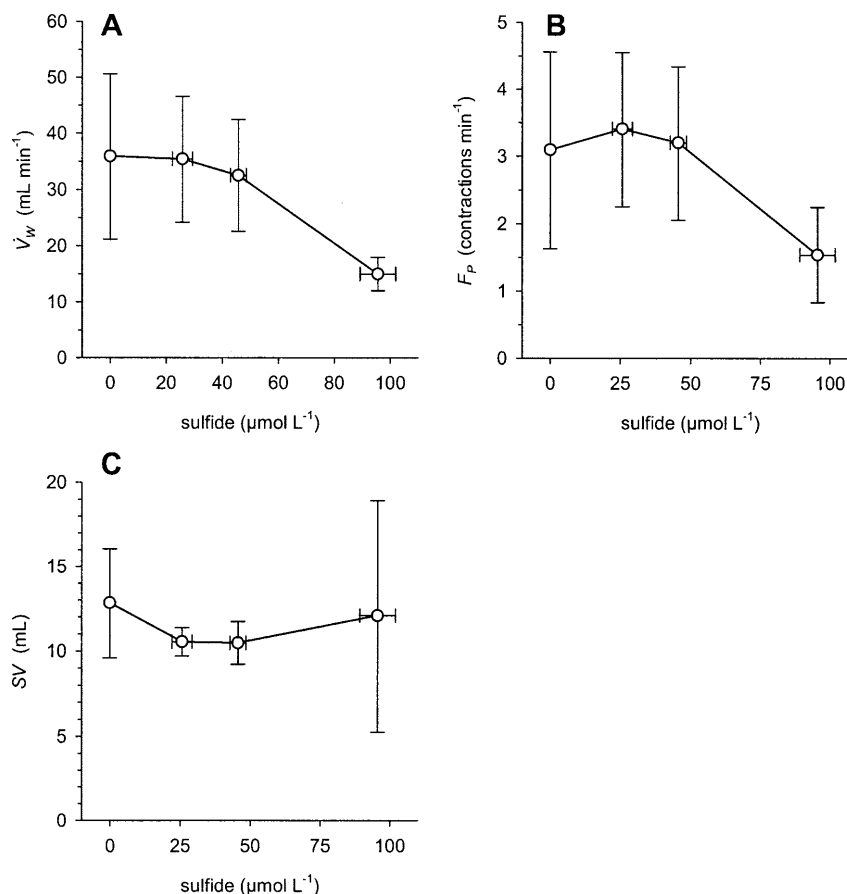 A
60
50
40
30
20
10
0
V̇_W (mL min⁻¹)
0 20 40 60 80 100
sulfide (µmol L⁻¹)
B
5
4
3
2
1
0
F_P (contractions min⁻¹)
0 25 50 75 100
sulfide (µmol L⁻¹)
C
20
15
10
5
0
SV (mL)
0 25 50 75 100
sulfide (µmol L⁻¹)